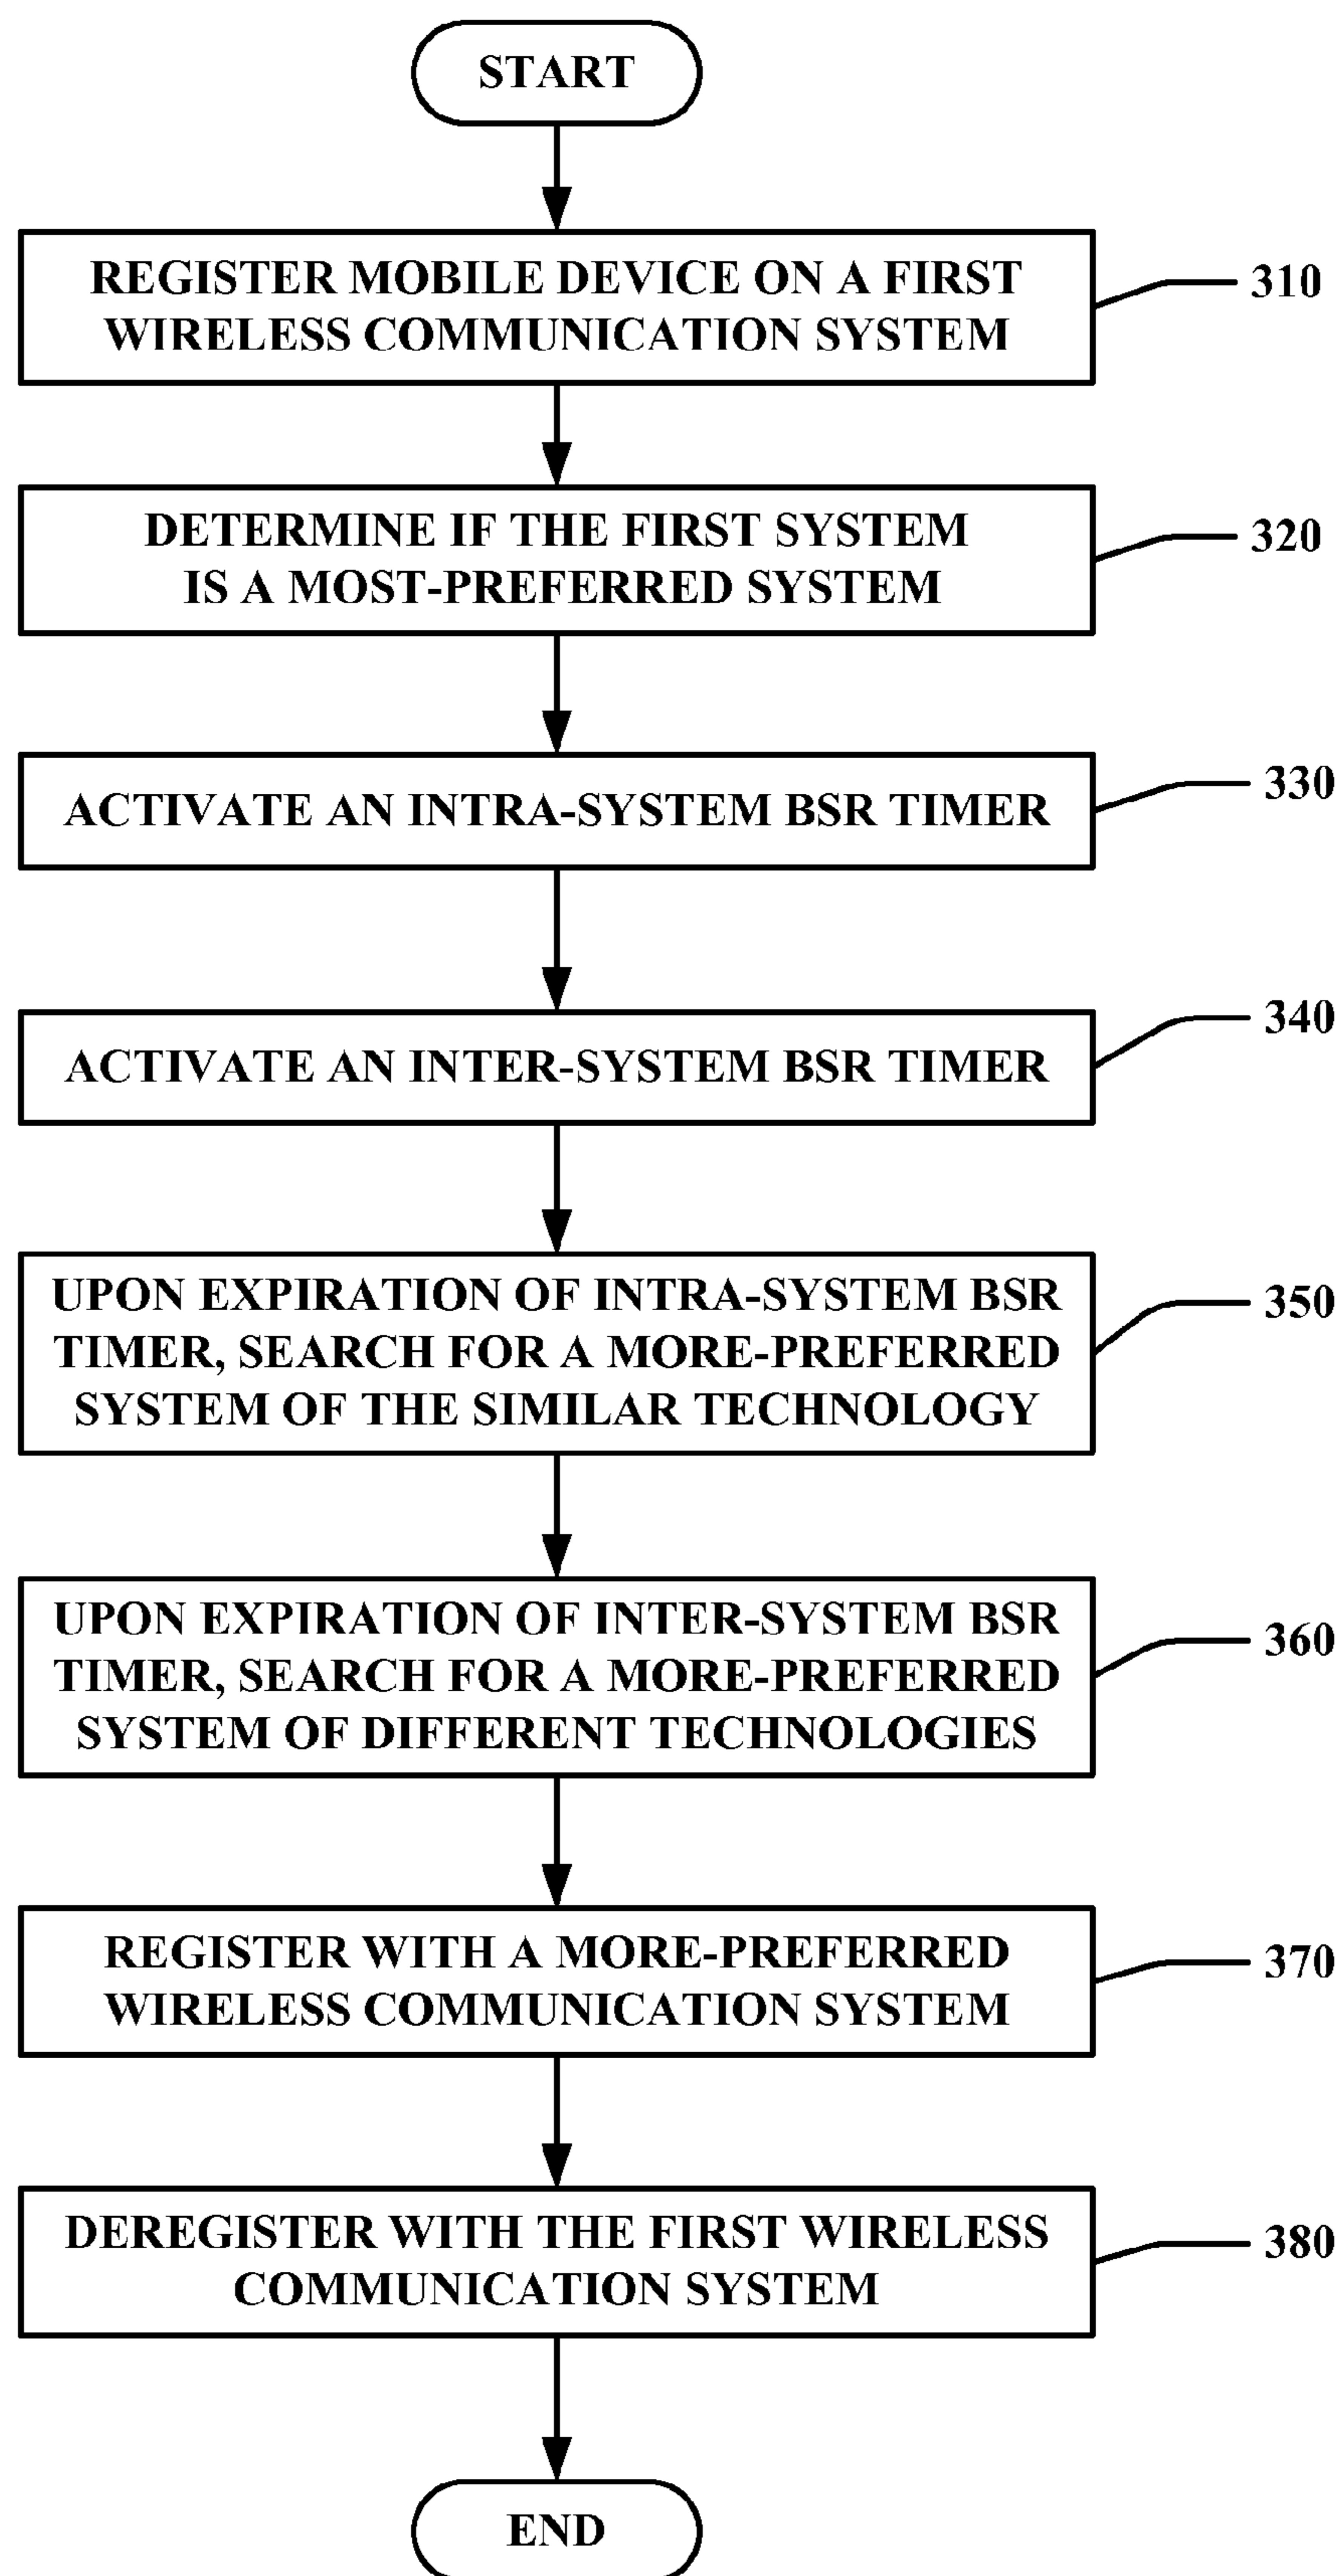 START
REGISTER MOBILE DEVICE ON A FIRST
WIRELESS COMMUNICATION SYSTEM
310
DETERMINE IF THE FIRST SYSTEM
IS A MOST-PREFERRED SYSTEM
320
ACTIVATE AN INTRA-SYSTEM BSR TIMER
330
ACTIVATE AN INTER-SYSTEM BSR TIMER
340
UPON EXPIRATION OF INTRA-SYSTEM BSR
TIMER, SEARCH FOR A MORE-PREFERRED
SYSTEM OF THE SIMILAR TECHNOLOGY
350
UPON EXPIRATION OF INTER-SYSTEM BSR
TIMER, SEARCH FOR A MORE-PREFERRED
SYSTEM OF DIFFERENT TECHNOLOGIES
360
REGISTER WITH A MORE-PREFERRED
WIRELESS COMMUNICATION SYSTEM
370
DEREGISTER WITH THE FIRST WIRELESS
COMMUNICATION SYSTEM
380
END